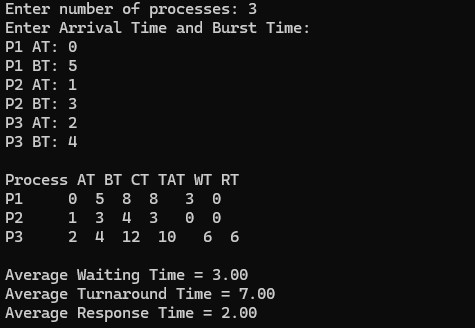 Enter number of processes: 3
Enter Arrival Time and Burst Time:
P1 AT: 0
P1 BT: 5
P2 AT: 1
P2 BT: 3
P3 AT: 2
P3 BT: 4

Process AT BT CT TAT WT RT
P1     0  5  8  8   3  0
P2     1  3  4  3   0  0
P3     2  4  12  10   6  6

Average Waiting Time = 3.00
Average Turnaround Time = 7.00
Average Response Time = 2.00